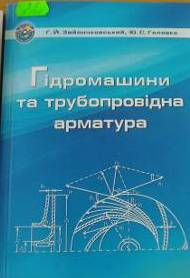 Г. Й. Зайончковський, Ю. С. Головко
Гідромашини
та трубопровідна
арматура